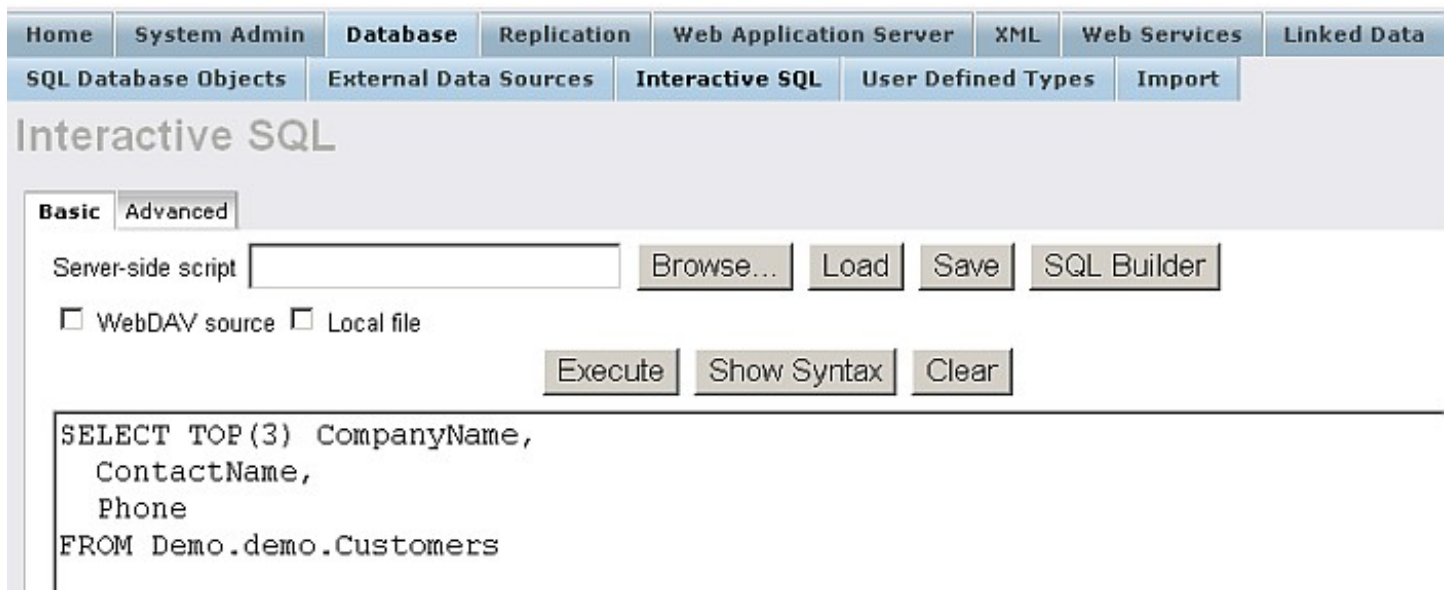 Home System Admin Database Replication Web Application Server XML Web Services Linked Data
SQL Database Objects External Data Sources Interactive SQL User Defined Types Import
Interactive SQL
Basic Advanced
Server-side script Browse... Load Save SQL Builder
WebDAV source Local file
Execute Show Syntax Clear
SELECT TOP(3) CompanyName,
  ContactName,
  Phone
FROM Demo.demo.Customers